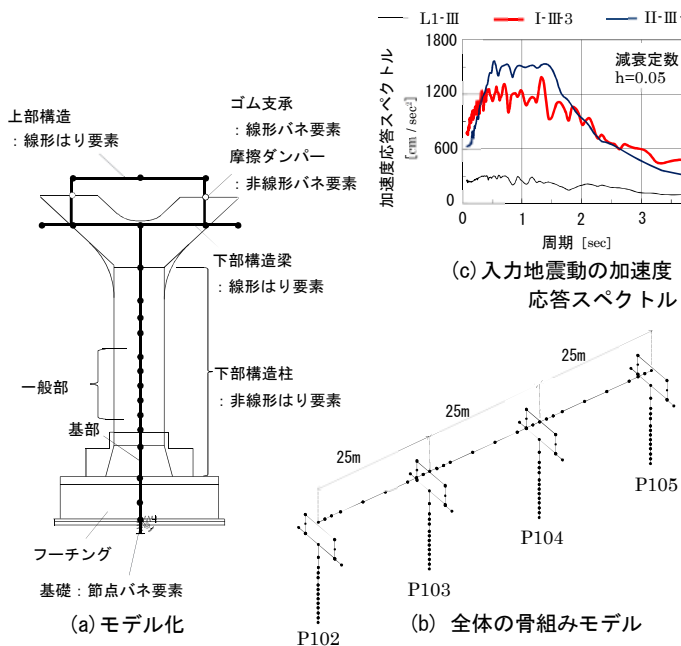 上部構造
：線形はり要素
ゴム支承
：線形バネ要素
摩擦ダンパー
：非線形バネ要素
下部構造梁
：線形はり要素
下部構造柱
：非線形はり要素
一般部
基部
フーチング
基礎：節点バネ要素
(a)モデル化
L1-III I-III-3 II-III-
加速度応答スペクトル
[cm / sec²]
1800
1200
600
0
減衰定数
h=0.05
0 1 2 3
周期 [sec]
(c)入力地震動の加速度
応答スペクトル
25m
25m
25m
P105
P104
P103
P102
(b) 全体の骨組みモデル